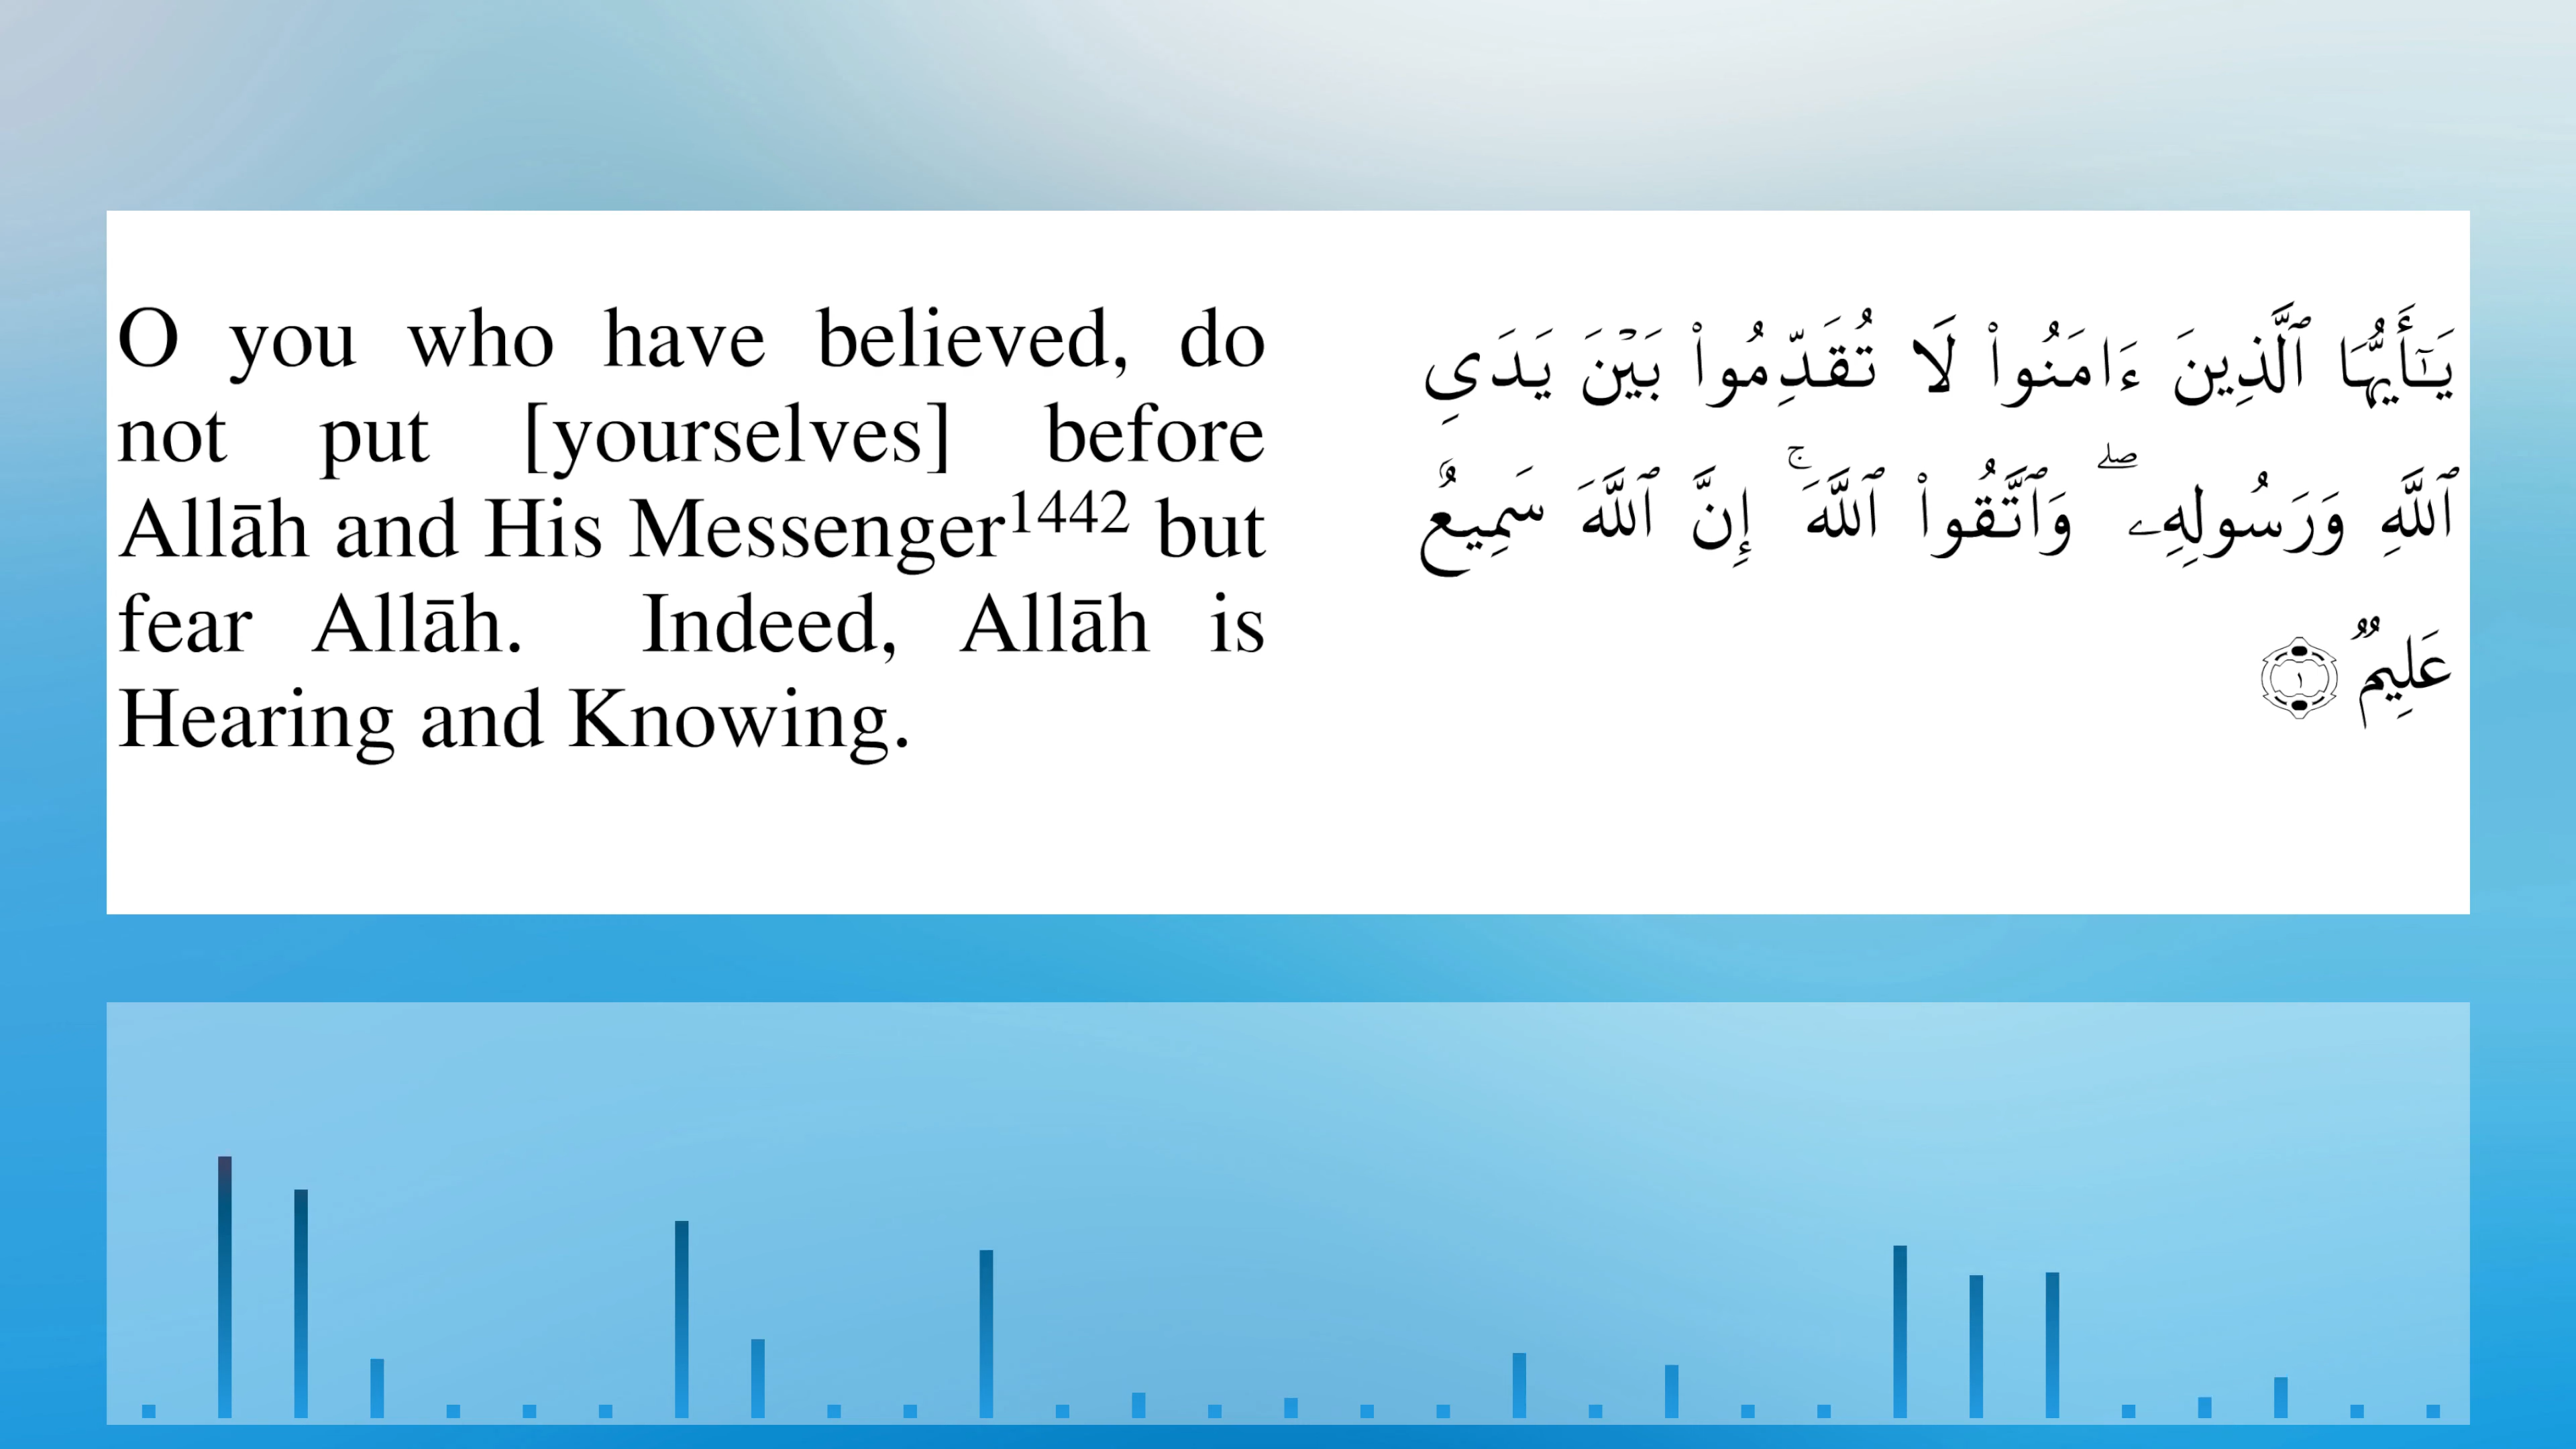 O you who have believed, do
not put [yourselves] before
Allāh and His Messenger1442 but
fear Allāh. Indeed, Allāh is
Hearing and Knowing.
يَـٰٓأَيُّهَا ٱلَّذِينَ ءَامَنُوا۟ لَا تُقَدِّمُوا۟ بَيْنَ يَدَىِ
ٱللَّهِ وَرَسُولِهِۦ ۖ وَٱتَّقُوا۟ ٱللَّهَ ۚ إِنَّ ٱللَّهَ سَمِيعٌ
عَلِيمٌ ١